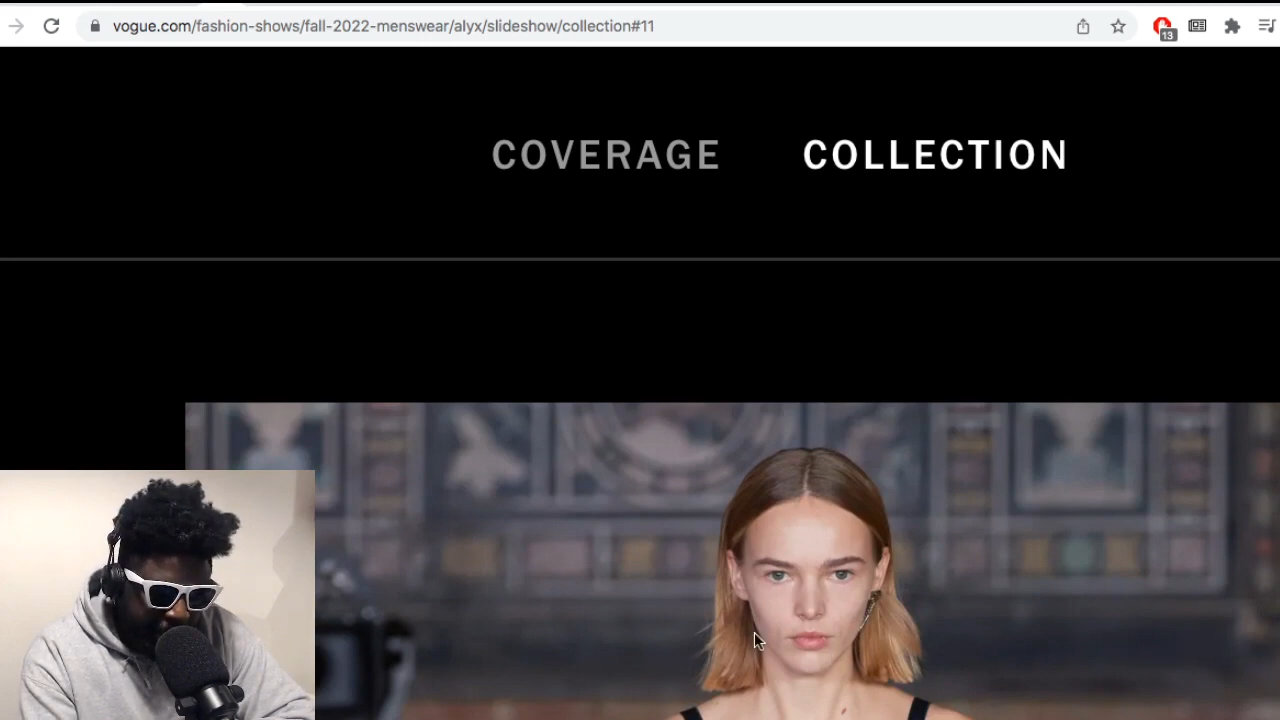 vogue.com/fashion-shows/fall-2022-menswear/alyx/slideshow/collection#11
13
COVERAGE COLLECTION